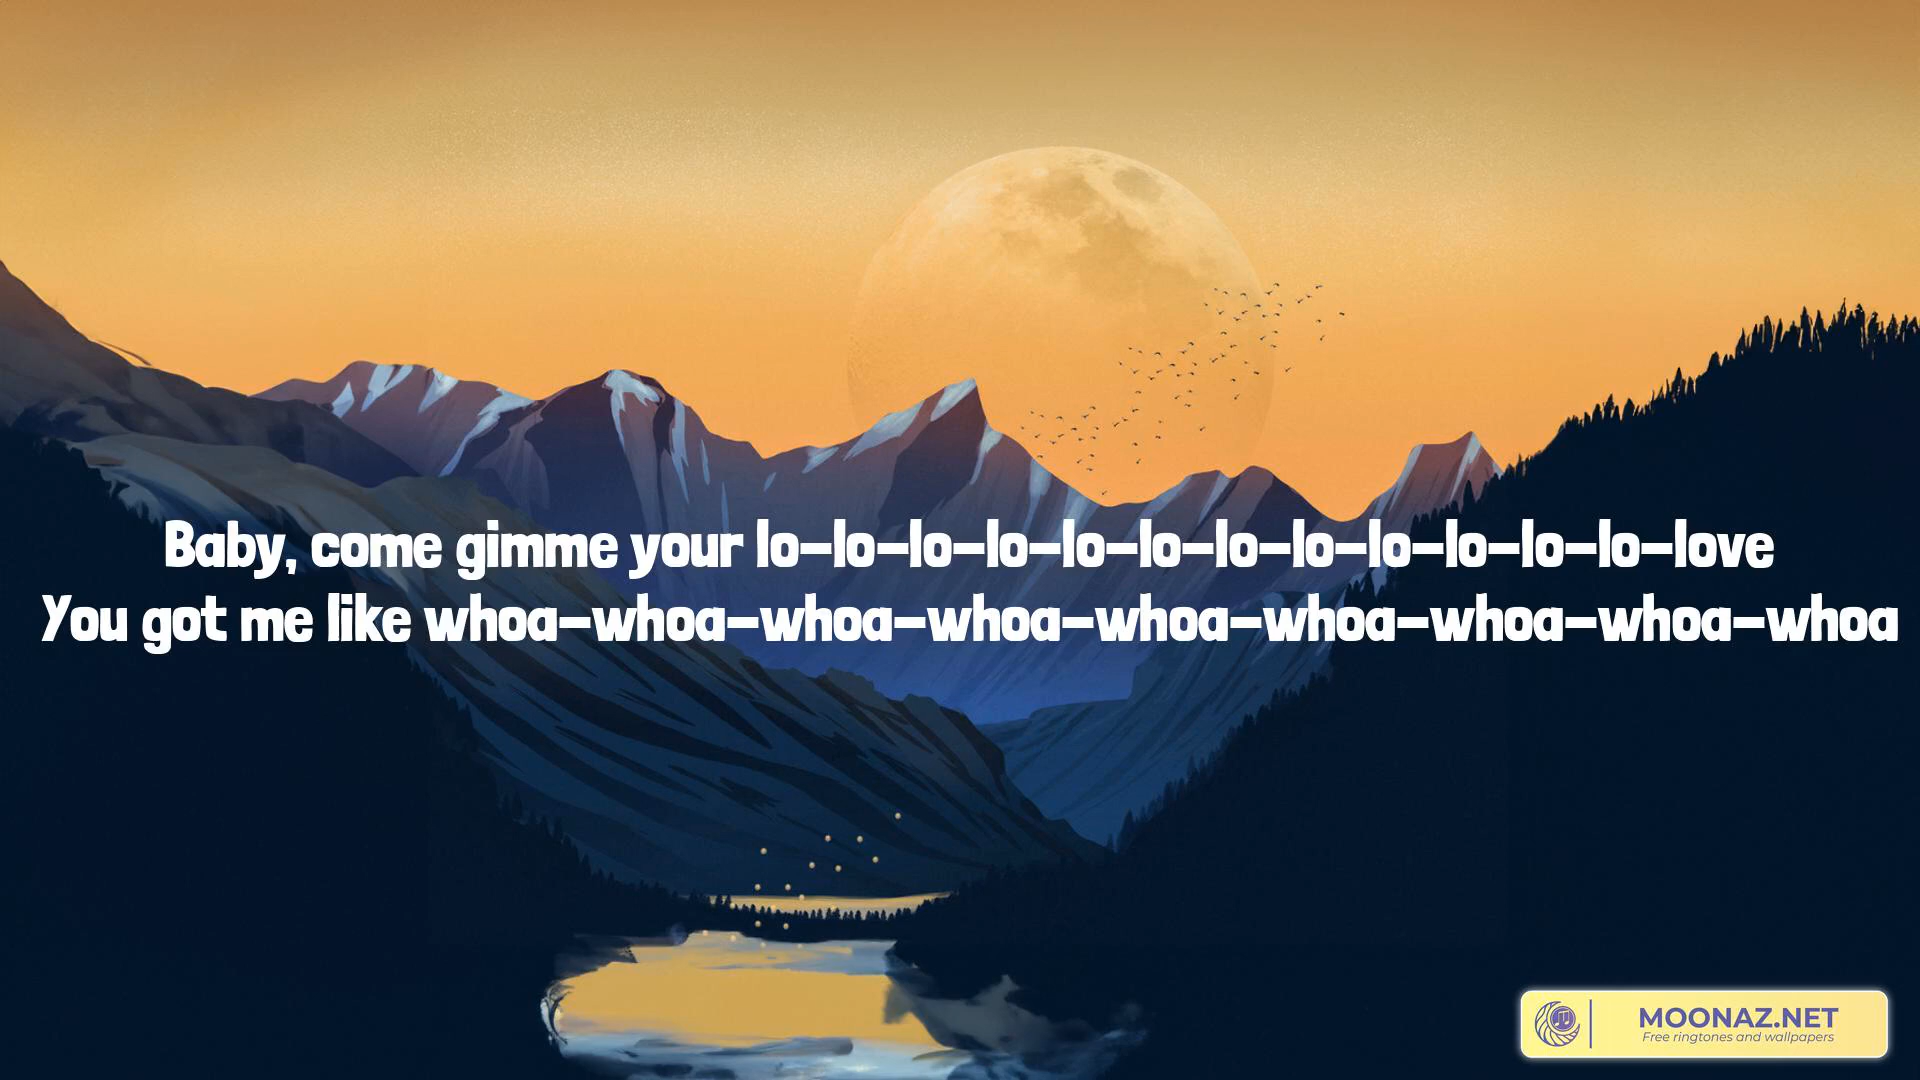 Baby, come gimme your lo-lo-lo-lo-lo-lo-lo-lo-lo-lo-lo-lo-love
You got me like whoa-whoa-whoa-whoa-whoa-whoa-whoa-whoa-whoa
MOONAZ.NET
Free ringtones and wallpapers